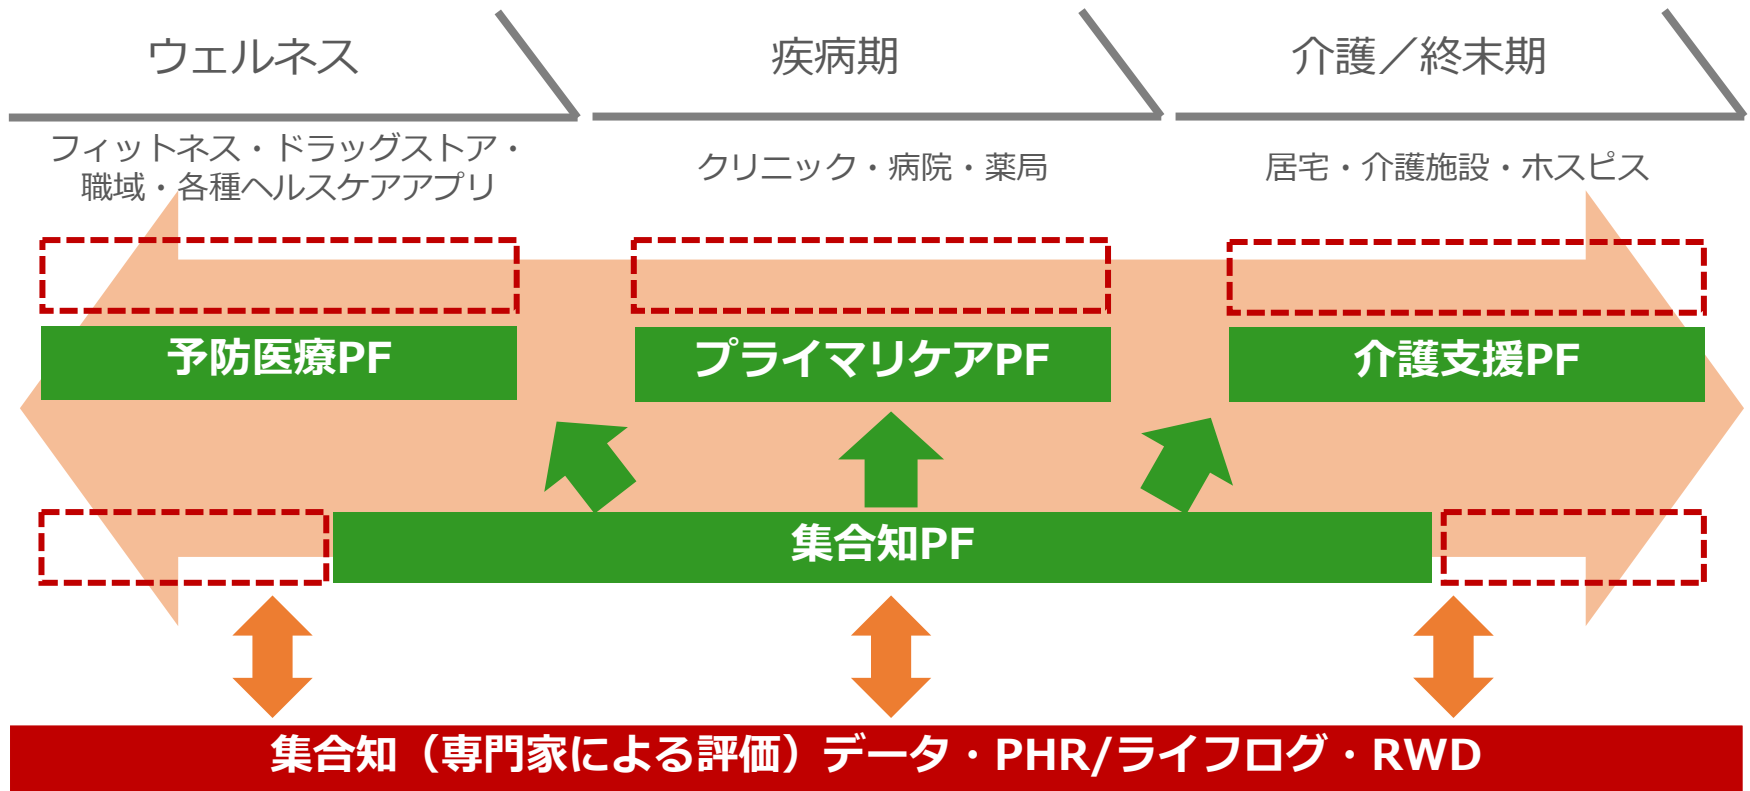 ウェルネス
疾病期
介護／終末期
フィットネス・ドラッグストア・
職域・各種ヘルスケアアプリ
クリニック・病院・薬局
居宅・介護施設・ホスピス
予防医療PF
プライマリケアPF
介護支援PF
集合知PF
集合知（専門家による評価）データ・PHR/ライフログ・RWD